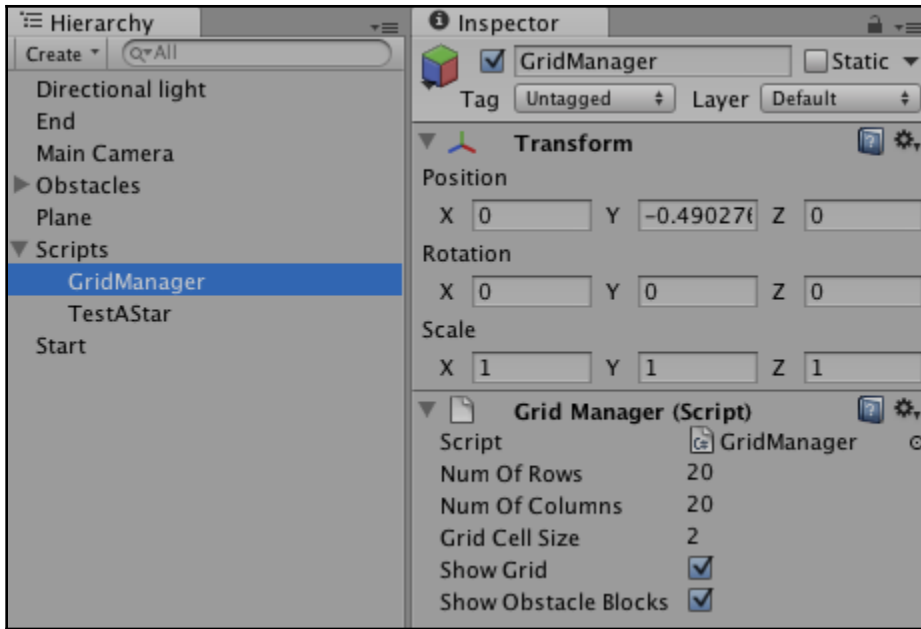 Hierarchy
Create
All
Directional light
End
Main Camera
Obstacles
Plane
Scripts
GridManager
TestAStar
Start
Inspector
GridManager
Static
Tag Untagged Layer Default
Transform
Position
X 0 Y -0.490276 Z 0
Rotation
X 0 Y 0 Z 0
Scale
X 1 Y 1 Z 1
Grid Manager (Script)
Script GridManager
Num Of Rows 20
Num Of Columns 20
Grid Cell Size 2
Show Grid
Show Obstacle Blocks